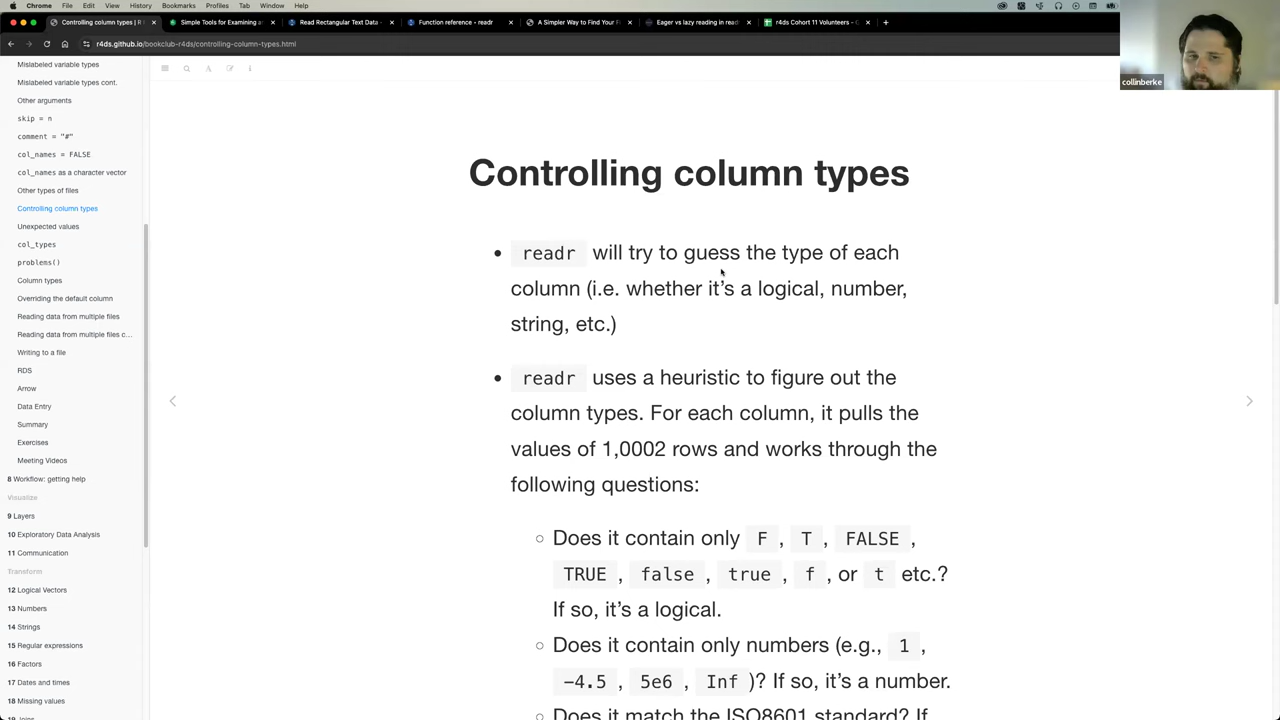 Chrome File Edit View History Bookmarks Profiles Tab Window Help
Controlling column types | R
Simple Tools for Examining a
Read Rectangular Text Data
Function reference • readr
A Simpler Way to Find Your F
Eager vs lazy reading in read
r4ds Cohort 11 Volunteers - G
r4ds.github.io/bookclub-r4ds/controlling-column-types.html
collinberke
Mislabeled variable types
Mislabeled variable types cont.
Other arguments
skip = n
comment = "#"
col_names = FALSE
col_names as a character vector
Other types of files
Controlling column types
Unexpected values
col_types
problems()
Column types
Overriding the default column
Reading data from multiple files
Reading data from multiple files c...
Writing to a file
RDS
Arrow
Data Entry
Summary
Exercises
Meeting Videos
8 Workflow: getting help
Visualize
9 Layers
10 Exploratory Data Analysis
11 Communication
Transform
12 Logical Vectors
13 Numbers
14 Strings
15 Regular expressions
16 Factors
17 Dates and times
18 Missing values
19 Joins
Controlling column types
• readr will try to guess the type of each
column (i.e. whether it's a logical, number,
string, etc.)
• readr uses a heuristic to figure out the
column types. For each column, it pulls the
values of 1,0002 rows and works through the
following questions:
○ Does it contain only F , T , FALSE ,
TRUE , false , true , f , or t etc.?
If so, it's a logical.
○ Does it contain only numbers (e.g., 1 ,
-4.5 , 5e6 , Inf )? If so, it's a number.
○ Does it match the ISO8601 standard? If